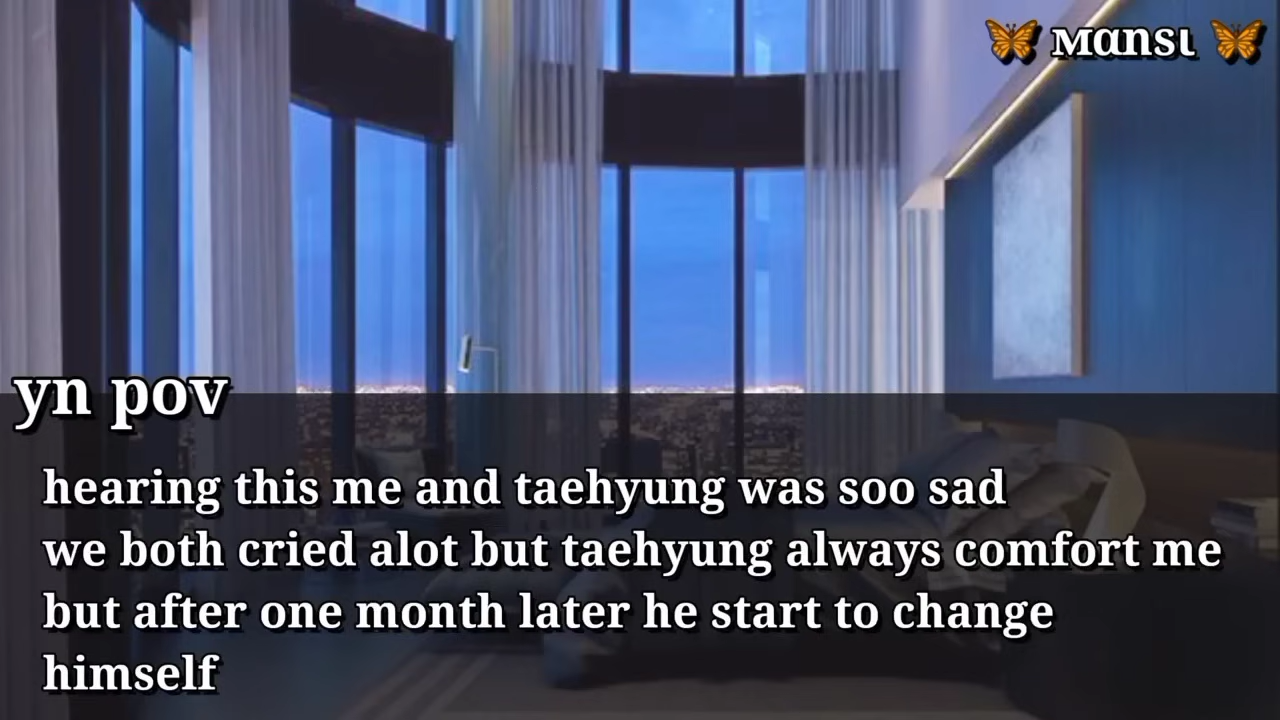 🦋 мɑnsɩ 🦋
yn pov
hearing this me and taehyung was soo sad
we both cried alot but taehyung always comfort me
but after one month later he start to change
himself